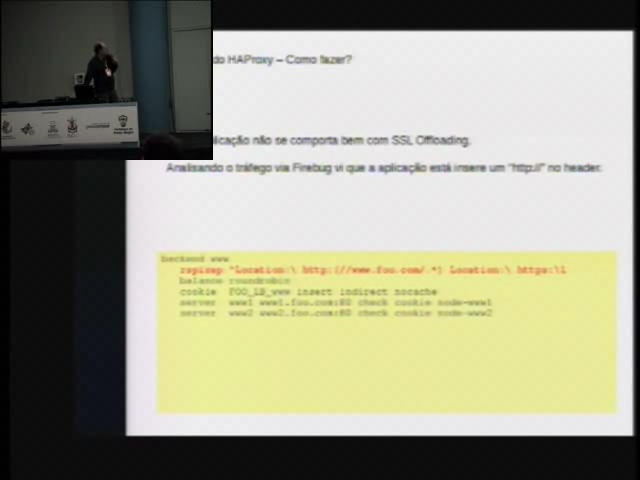 do HAProxy – Como fazer?
licação não se comporta bem com SSL Offloading.
Analisando o tráfego via Firebug vi que a aplicação está insere um "http://" no header.
backend www
rspirep ^Location:\ http:(//www.foo.com/.*) Location:\ https:\1
balance roundrobin
cookie FOO_LB_www insert indirect nocache
server www1 www1.foo.com:80 check cookie node-www1
server www2 www2.foo.com:80 check cookie node-www2